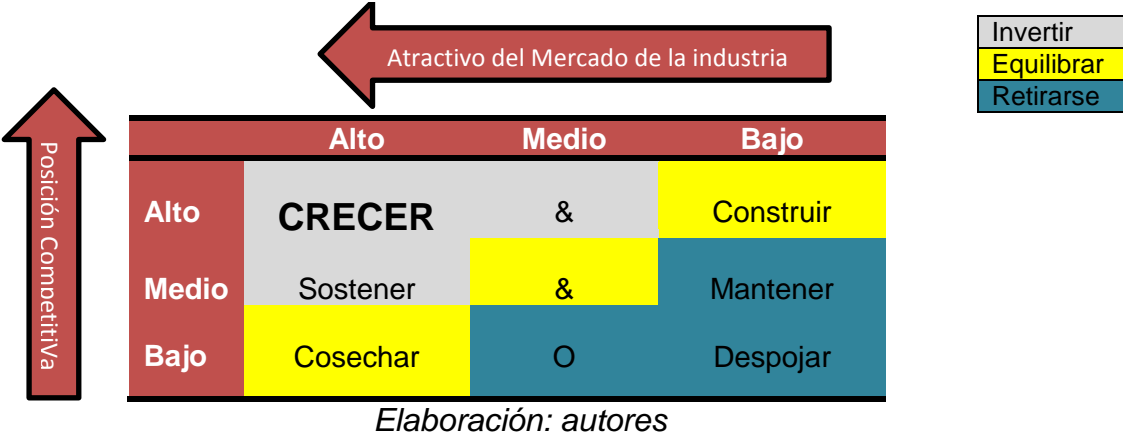 Atractivo del Mercado de la industria
Invertir
Equilibrar
Retirarse
Posición CompetitiVa
Alto Medio Bajo
Alto CRECER & Construir
Medio Sostener & Mantener
Bajo Cosechar O Despojar
Elaboración: autores